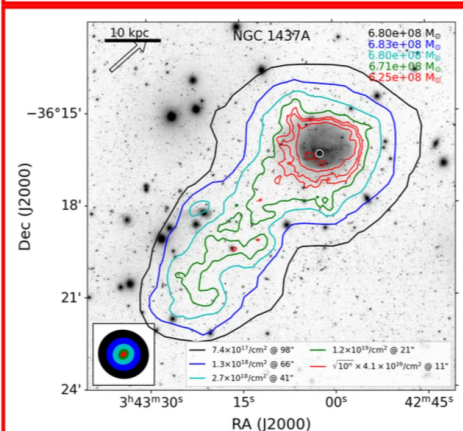 10 kpc
NGC 1437A
6.80e+08 M☉
6.83e+08 M☉
6.80e+08 M☉
6.71e+08 M☉
6.25e+08 M☉
−36°15'
18'
21'
24'
Dec (J2000)
7.4×10¹⁷/cm² @ 98"
1.3×10¹⁸/cm² @ 66"
2.7×10¹⁸/cm² @ 41"
1.2×10¹⁹/cm² @ 21"
√10ⁿ × 4.1×10¹⁹/cm² @ 11"
3ʰ43ᵐ30ˢ
15ˢ
00ˢ
42ᵐ45ˢ
RA (J2000)